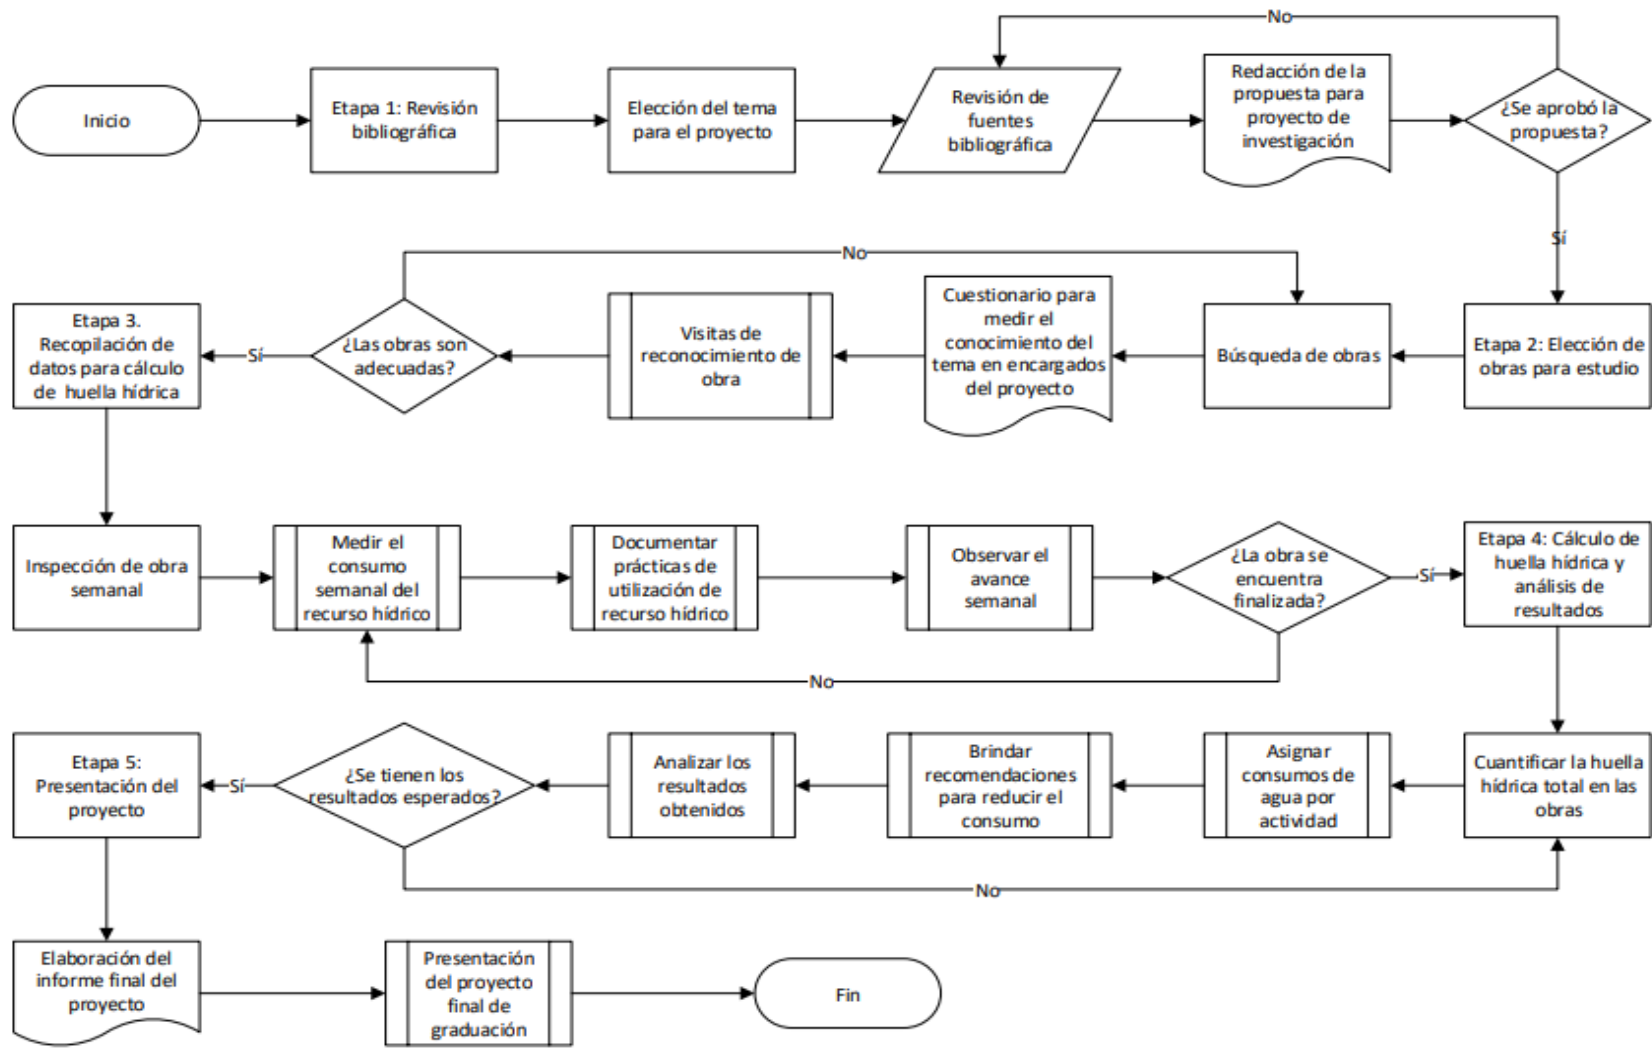 No
Inicio
Etapa 1: Revisión
bibliográfica
Elección del tema
para el proyecto
Revisión de
fuentes
bibliográfica
Redacción de la
propuesta para
proyecto de
investigación
¿Se aprobó la
propuesta?
Sí
No
Etapa 3.
Recopilación de
datos para cálculo
de huella hídrica
Sí
¿Las obras son
adecuadas?
Visitas de
reconocimiento de
obra
Cuestionario para
medir el
conocimiento del
tema en encargados
del proyecto
Búsqueda de obras
Etapa 2: Elección de
obras para estudio
Inspección de obra
semanal
Medir el
consumo
semanal del
recurso hídrico
Documentar
prácticas de
utilización de
recurso hídrico
Observar el
avance
semanal
¿La obra se
encuentra
finalizada?
Sí
Etapa 4: Cálculo de
huella hídrica y
análisis de
resultados
No
Etapa 5:
Presentación del
proyecto
Sí
¿Se tienen los
resultados esperados?
Analizar los
resultados
obtenidos
Brindar
recomendaciones
para reducir el
consumo
Asignar
consumos de
agua por
actividad
Cuantificar la huella
hídrica total en las
obras
No
Elaboración del
informe final del
proyecto
Presentación
del proyecto
final de
graduación
Fin